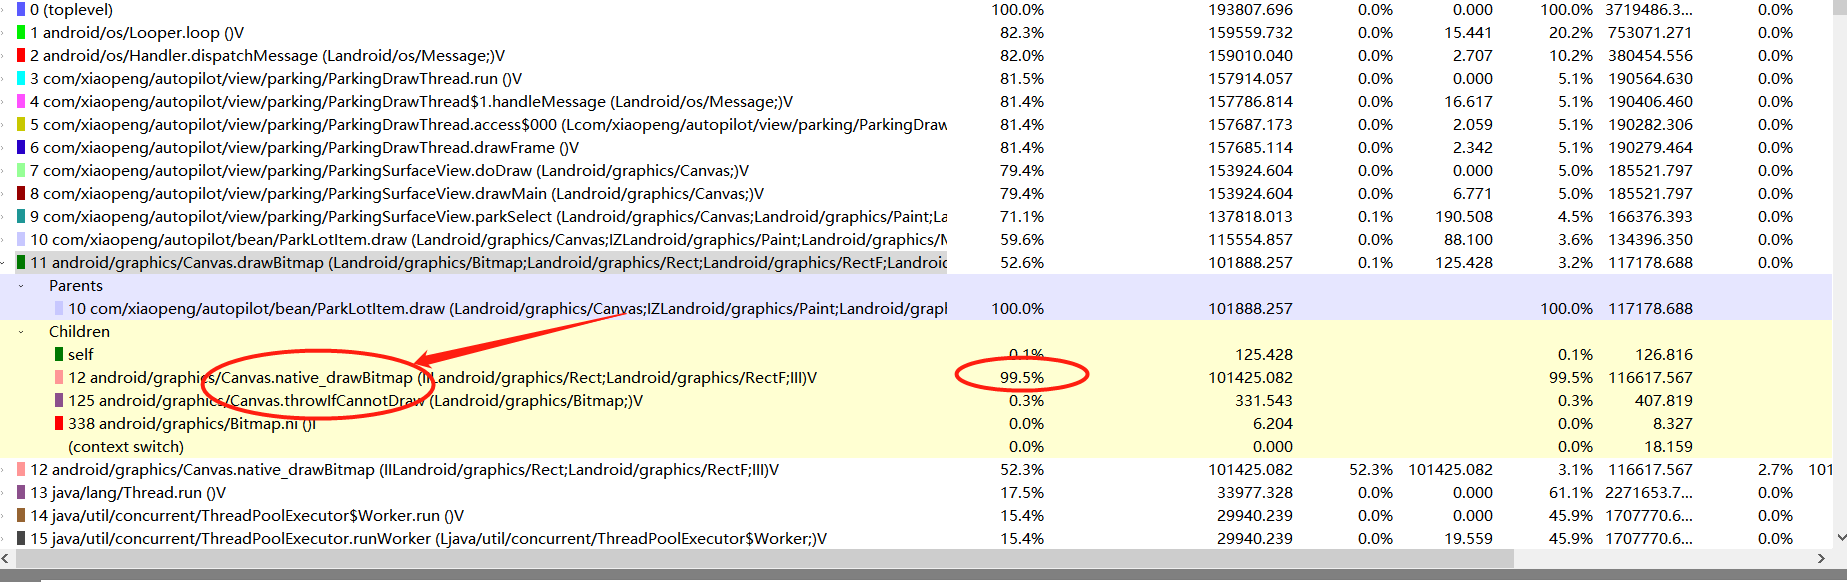 0 (toplevel) 100.0% 193807.696 0.0% 0.000 100.0% 3719486.3... 0.0%
1 android/os/Looper.loop ()V 82.3% 159559.732 0.0% 15.441 20.2% 753071.271 0.0%
2 android/os/Handler.dispatchMessage (Landroid/os/Message;)V 82.0% 159010.040 0.0% 2.707 10.2% 380454.556 0.0%
3 com/xiaopeng/autopilot/view/parking/ParkingDrawThread.run ()V 81.5% 157914.057 0.0% 0.000 5.1% 190564.630 0.0%
4 com/xiaopeng/autopilot/view/parking/ParkingDrawThread$1.handleMessage (Landroid/os/Message;)V 81.4% 157786.814 0.0% 16.617 5.1% 190406.460 0.0%
5 com/xiaopeng/autopilot/view/parking/ParkingDrawThread.access$000 (Lcom/xiaopeng/autopilot/view/parking/ParkingDraw 81.4% 157687.173 0.0% 2.059 5.1% 190282.306 0.0%
6 com/xiaopeng/autopilot/view/parking/ParkingDrawThread.drawFrame ()V 81.4% 157685.114 0.0% 2.342 5.1% 190279.464 0.0%
7 com/xiaopeng/autopilot/view/parking/ParkingSurfaceView.doDraw (Landroid/graphics/Canvas;)V 79.4% 153924.604 0.0% 0.000 5.0% 185521.797 0.0%
8 com/xiaopeng/autopilot/view/parking/ParkingSurfaceView.drawMain (Landroid/graphics/Canvas;)V 79.4% 153924.604 0.0% 6.771 5.0% 185521.797 0.0%
9 com/xiaopeng/autopilot/view/parking/ParkingSurfaceView.parkSelect (Landroid/graphics/Canvas;Landroid/graphics/Paint;La 71.1% 137818.013 0.1% 190.508 4.5% 166376.393 0.0%
10 com/xiaopeng/autopilot/bean/ParkLotItem.draw (Landroid/graphics/Canvas;IZLandroid/graphics/Paint;Landroid/graphics/M 59.6% 115554.857 0.0% 88.100 3.6% 134396.350 0.0%
11 android/graphics/Canvas.drawBitmap (Landroid/graphics/Bitmap;Landroid/graphics/Rect;Landroid/graphics/RectF;Landroi 52.6% 101888.257 0.1% 125.428 3.2% 117178.688 0.0%
Parents
10 com/xiaopeng/autopilot/bean/ParkLotItem.draw (Landroid/graphics/Canvas;IZLandroid/graphics/Paint;Landroid/grapl 100.0% 101888.257 100.0% 117178.688
Children
self 0.1% 125.428 0.1% 126.816
12 android/graphics/Canvas.native_drawBitmap (IILandroid/graphics/Rect;Landroid/graphics/RectF;III)V 99.5% 101425.082 99.5% 116617.567
125 android/graphics/Canvas.throwIfCannotDraw (Landroid/graphics/Bitmap;)V 0.3% 331.543 0.3% 407.819
338 android/graphics/Bitmap.ni ()I 0.0% 6.204 0.0% 8.327
(context switch) 0.0% 0.000 0.0% 18.159
12 android/graphics/Canvas.native_drawBitmap (IILandroid/graphics/Rect;Landroid/graphics/RectF;III)V 52.3% 101425.082 52.3% 101425.082 3.1% 116617.567 2.7% 101
13 java/lang/Thread.run ()V 17.5% 33977.328 0.0% 0.000 61.1% 2271653.7... 0.0%
14 java/util/concurrent/ThreadPoolExecutor$Worker.run ()V 15.4% 29940.239 0.0% 0.000 45.9% 1707770.6... 0.0%
15 java/util/concurrent/ThreadPoolExecutor.runWorker (Ljava/util/concurrent/ThreadPoolExecutor$Worker;)V 15.4% 29940.239 0.0% 19.559 45.9% 1707770.6... 0.0%